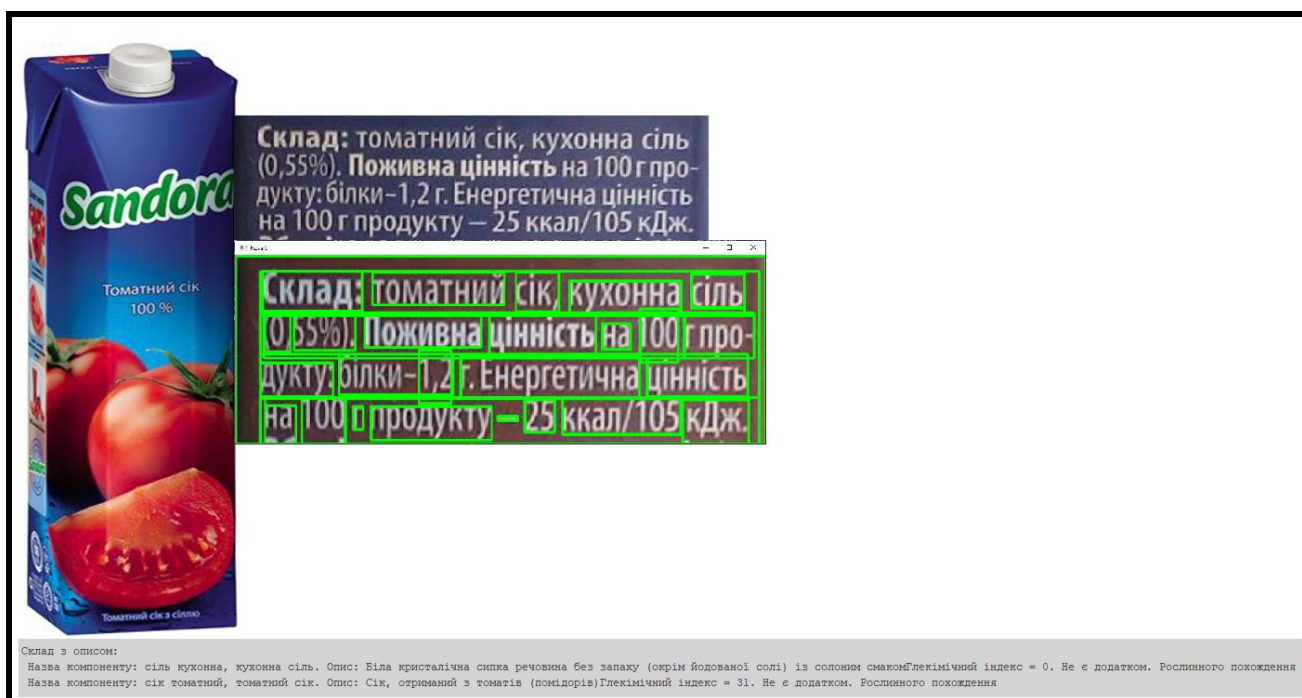 Sandora
Томатний сік
100 %
Томатний сік з сіллю
Склад: томатний сік, кухонна сіль
(0,55%). Поживна цінність на 100 г про-
дукту: білки–1,2 г. Енергетична цінність
на 100 г продукту — 25 ккал/105 кДж.
Склад: томатний сік, кухонна сіль
(0,55%). Поживна цінність на 100 г про-
дукту: білки–1,2 г. Енергетична цінність
на 100 г продукту — 25 ккал/105 кДж.
Склад з описом:
Назва компоненту: сіль кухонна, кухонна сіль. Опис: Біла кристалічна сипка речовина без запаху (окрім йодованої солі) із солоним смакомГлекімічний індекс = 0. Не є додатком. Рослинного похождення
Назва компоненту: сік томатний, томатний сік. Опис: Сік, отриманий з томатів (помідорів)Глекімічний індекс = 31. Не є додатком. Рослинного похождення